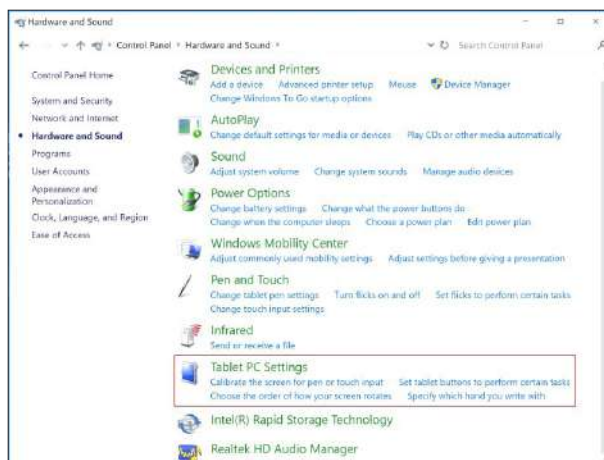 Hardware and Sound
Control Panel > Hardware and Sound >
Search Control Panel
Control Panel Home
System and Security
Network and Internet
Hardware and Sound
Programs
User Accounts
Appearance and
Personalization
Clock, Language, and Region
Ease of Access
Devices and Printers
Add a device Advanced printer setup Mouse Device Manager
Change Windows To Go startup options
AutoPlay
Change default settings for media or devices Play CDs or other media automatically
Sound
Adjust system volume Change system sounds Manage audio devices
Power Options
Change battery settings Change what the power buttons do
Change when the computer sleeps Choose a power plan Edit power plan
Windows Mobility Center
Adjust commonly used mobility settings Adjust settings before giving a presentation
Pen and Touch
Change tablet pen settings Turn flicks on and off Set flicks to perform certain tasks
Change touch input settings
Infrared
Send or receive a file
Tablet PC Settings
Calibrate the screen for pen or touch input Set tablet buttons to perform certain tasks
Choose the order of how your screen rotates Specify which hand you write with
Intel(R) Rapid Storage Technology
Realtek HD Audio Manager